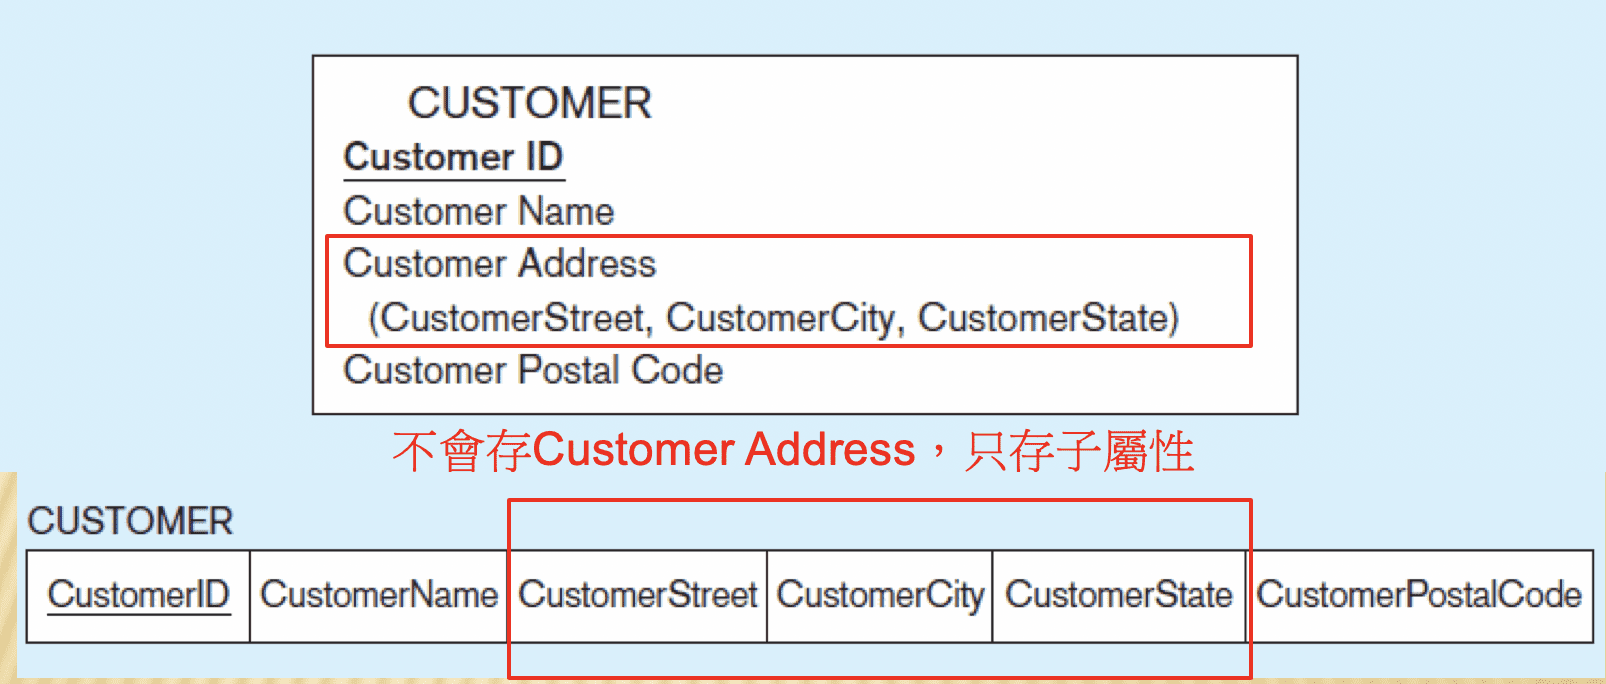 CUSTOMER
Customer ID
Customer Name
Customer Address
(CustomerStreet, CustomerCity, CustomerState)
Customer Postal Code
不會存Customer Address，只存子屬性
CUSTOMER
CustomerID CustomerName CustomerStreet CustomerCity CustomerState CustomerPostalCode